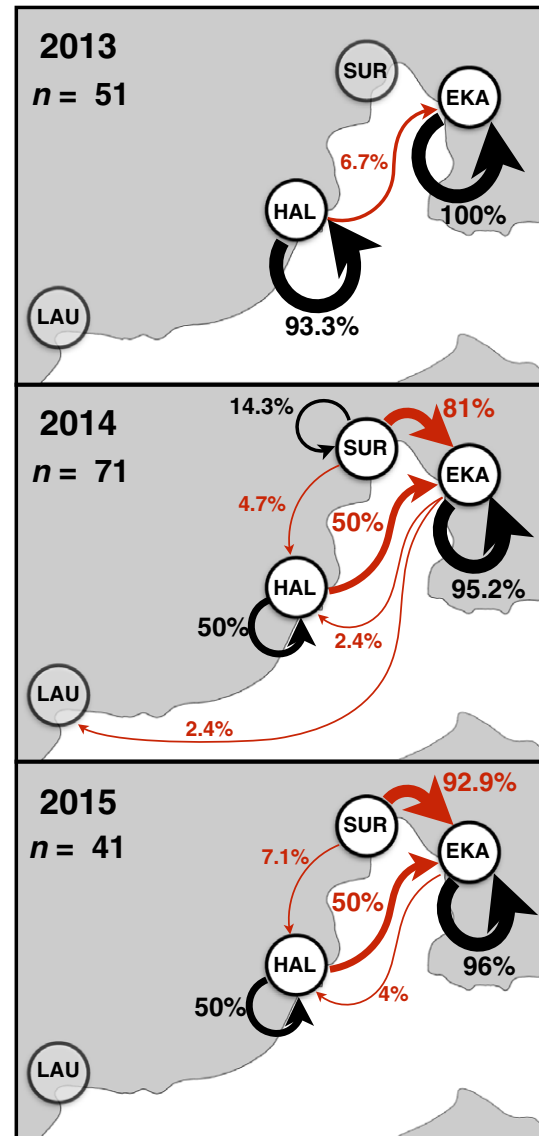 2013
n = 51
SUR
EKA
6.7%
HAL
100%
93.3%
LAU
2014
n = 71
14.3%
81%
SUR
EKA
4.7%
50%
HAL
95.2%
50%
2.4%
LAU
2.4%
2015
n = 41
92.9%
SUR
7.1%
EKA
50%
HAL
96%
4%
50%
LAU